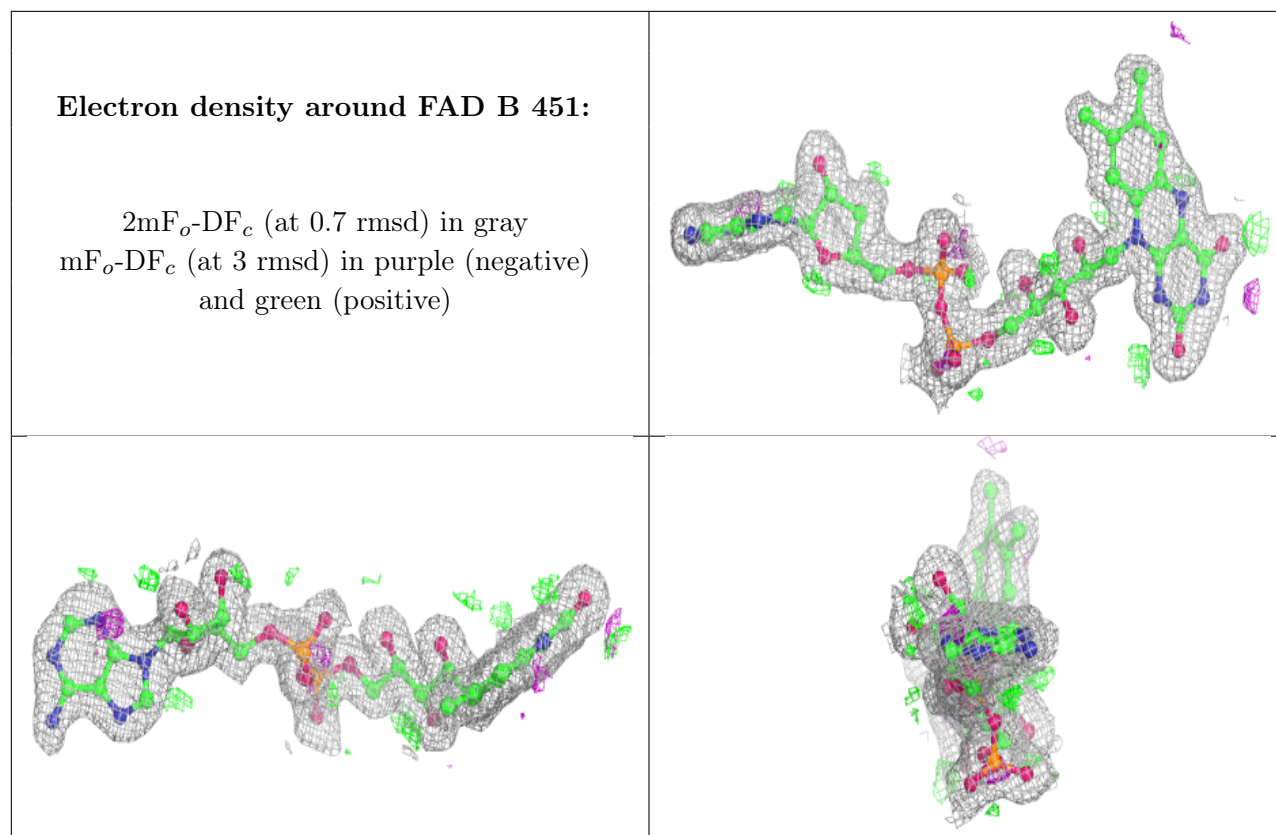 Electron density around FAD B 451:
2mFo-DFc (at 0.7 rmsd) in gray
mFo-DFc (at 3 rmsd) in purple (negative)
and green (positive)